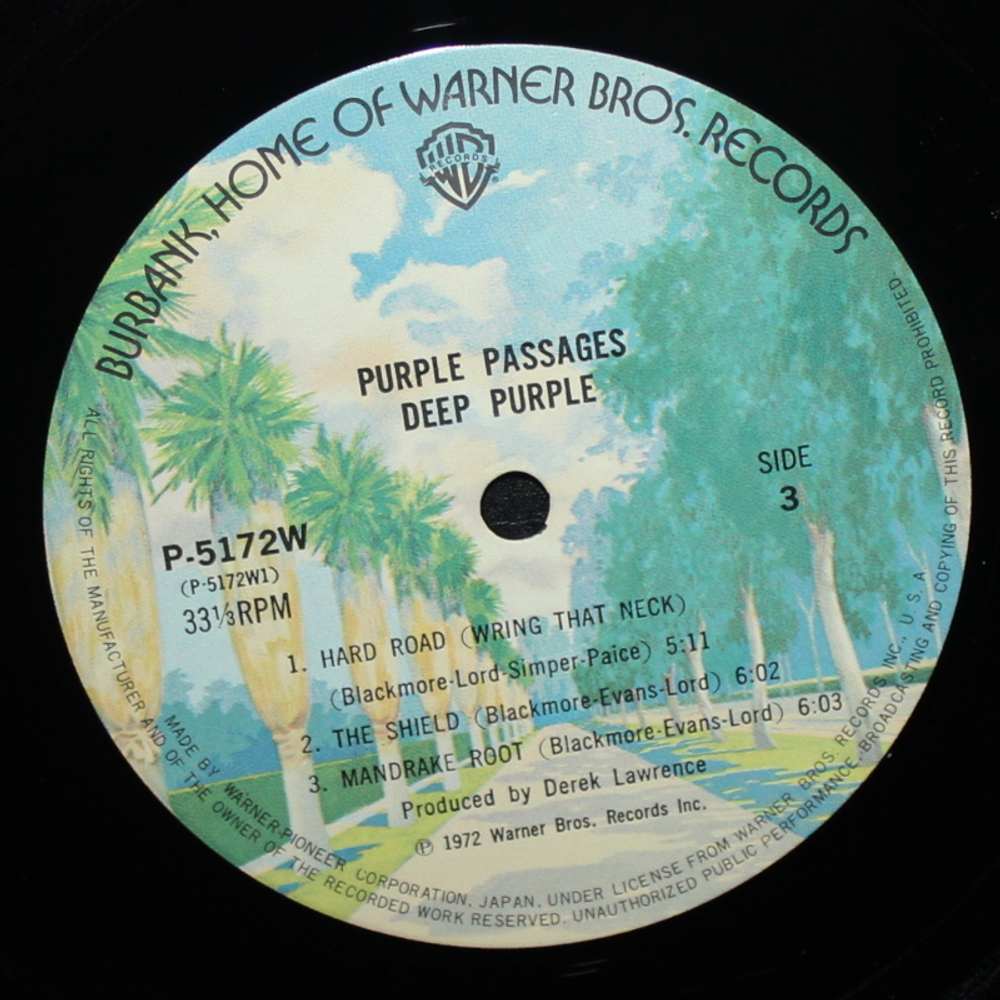 BURBANK, HOME OF WARNER BROS. RECORDS
RECORDS
PURPLE PASSAGES
DEEP PURPLE
SIDE
3
P-5172W
(P-5172W1)
33⅓RPM
1. HARD ROAD (WRING THAT NECK)
(Blackmore-Lord-Simper-Paice) 5:11
2. THE SHIELD (Blackmore-Evans-Lord) 6:02
3. MANDRAKE ROOT (Blackmore-Evans-Lord) 6:03
Produced by Derek Lawrence
℗ 1972 Warner Bros. Records Inc.
MADE BY WARNER-PIONEER CORPORATION, JAPAN, UNDER LICENSE FROM WARNER BROS. RECORDS INC., U. S. A.
ALL RIGHTS OF THE MANUFACTURER AND OF THE OWNER OF THE RECORDED WORK RESERVED. UNAUTHORIZED PUBLIC PERFORMANCE, BROADCASTING AND COPYING OF THIS RECORD PROHIBITED.